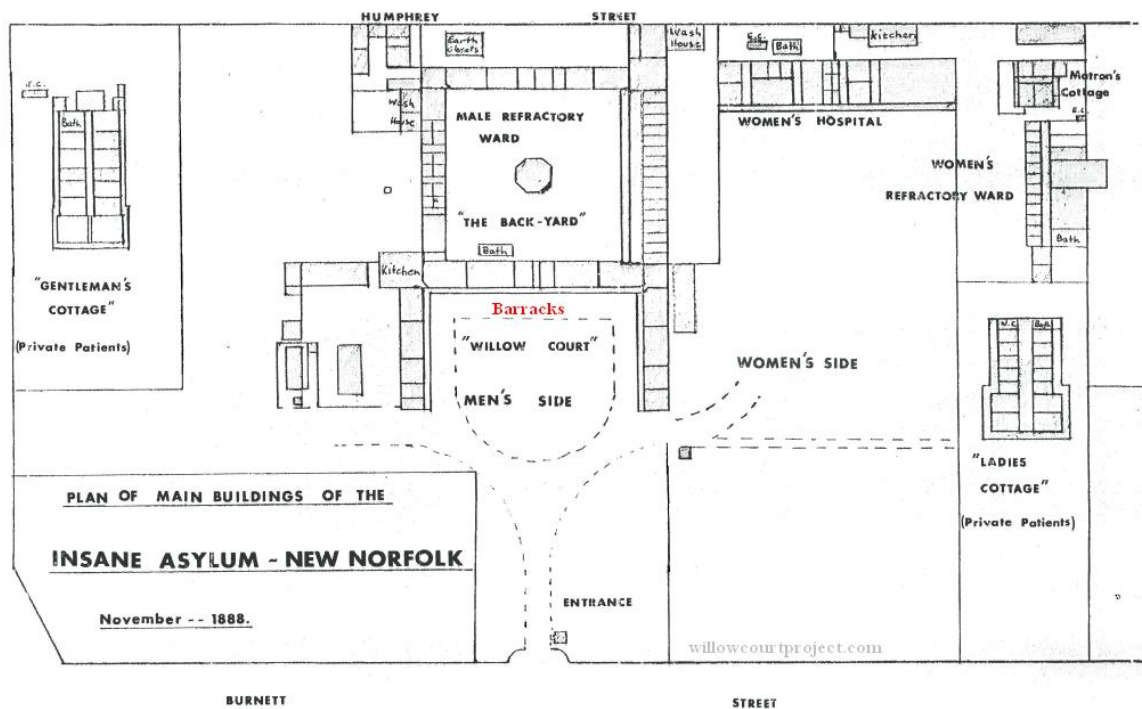 HUMPHREY STREET
Earth
Closets
Wash
House
E.C.
Bath
Kitchen
E.C.
Bath
Wash
House
MALE REFRACTORY
WARD
WOMEN'S HOSPITAL
Matron's
Cottage
E.C.
WOMEN'S
REFRACTORY WARD
"THE BACK-YARD"
Bath
Bath
Kitchen
"GENTLEMAN'S
COTTAGE"
(Private Patients)
Barracks
"WILLOW COURT"
MEN'S SIDE
WOMEN'S SIDE
W.C. Bath
"LADIES
COTTAGE"
(Private Patients)
PLAN OF MAIN BUILDINGS OF THE
INSANE ASYLUM - NEW NORFOLK
November -- 1888.
ENTRANCE
willowcourtproject.com
BURNETT STREET